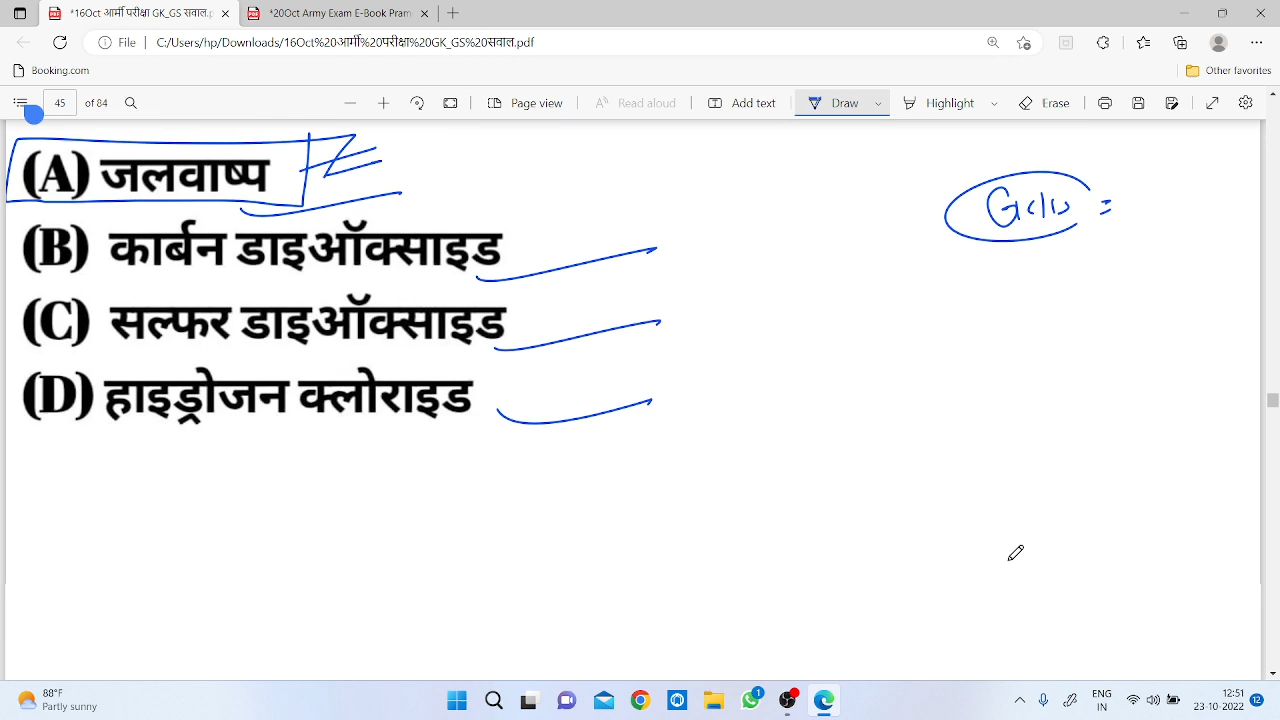 *16Oct आर्मी परीक्षा GK_GS सवाल.p
*20Oct Army Exam E-Book Pram
File C:/Users/hp/Downloads/16Oct%20आर्मी%20परीक्षा%20GK_GS%20सवाल.pdf
Booking.com
Other favorites
45 of 84
Page view
Read aloud
Add text
Draw
Highlight
Erase
(A) जलवाष्प
(B) कार्बन डाइऑक्साइड
(C) सल्फर डाइऑक्साइड
(D) हाइड्रोजन क्लोराइड
88°F
Partly sunny
1
ENG
IN
8:51
23-10-2022
12